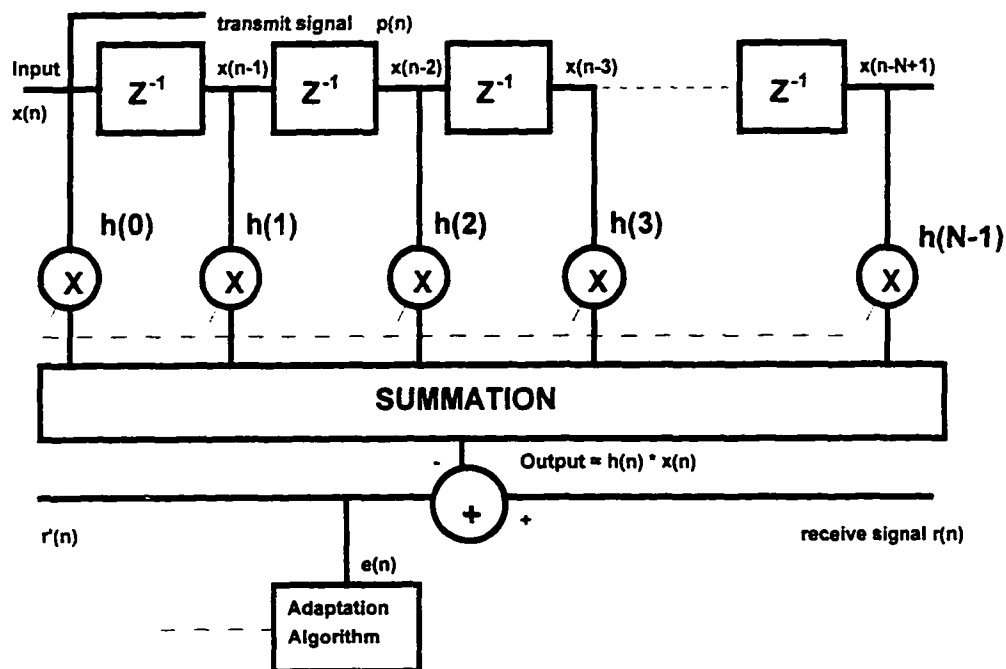 transmit signal p(n)
Input
x(n)
Z⁻¹
x(n-1)
Z⁻¹
x(n-2)
Z⁻¹
x(n-3)
Z⁻¹
x(n-N+1)
h(0)
h(1)
h(2)
h(3)
h(N-1)
X
X
X
X
X
SUMMATION
-
Output = h(n) * x(n)
+
+
r'(n)
receive signal r(n)
e(n)
Adaptation
Algorithm